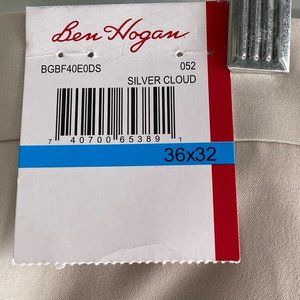 Ben Hogan
BGBF40E0DS 052
SILVER CLOUD
7 40700 65389 1
36x32